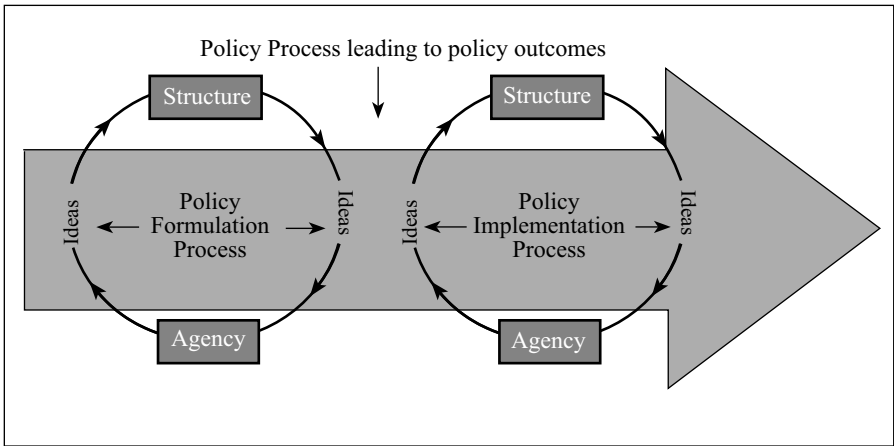 Policy Process leading to policy outcomes
Structure
Structure
Ideas
Policy
Formulation
Process
Ideas
Ideas
Policy
Implementation
Process
Ideas
Agency
Agency